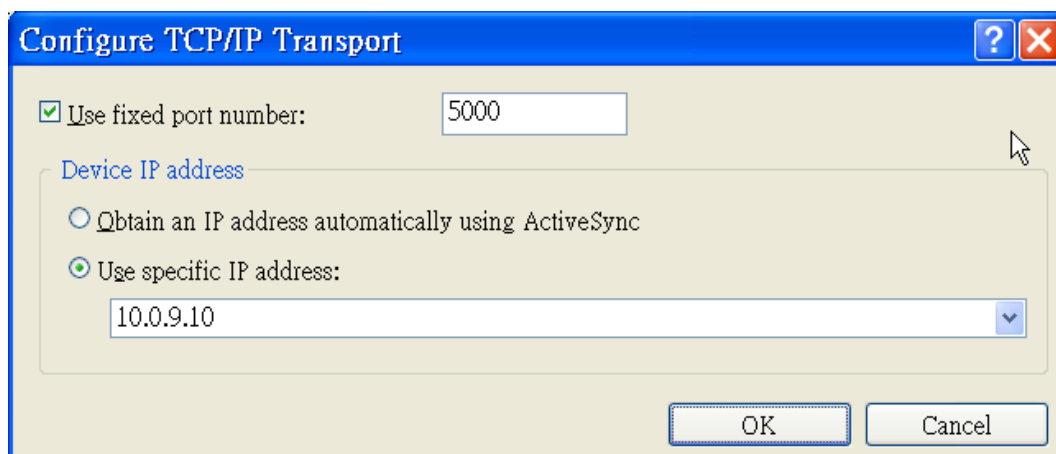 Configure TCP/IP Transport
Use fixed port number: 5000
Device IP address
Obtain an IP address automatically using ActiveSync
Use specific IP address:
10.0.9.10
OK Cancel